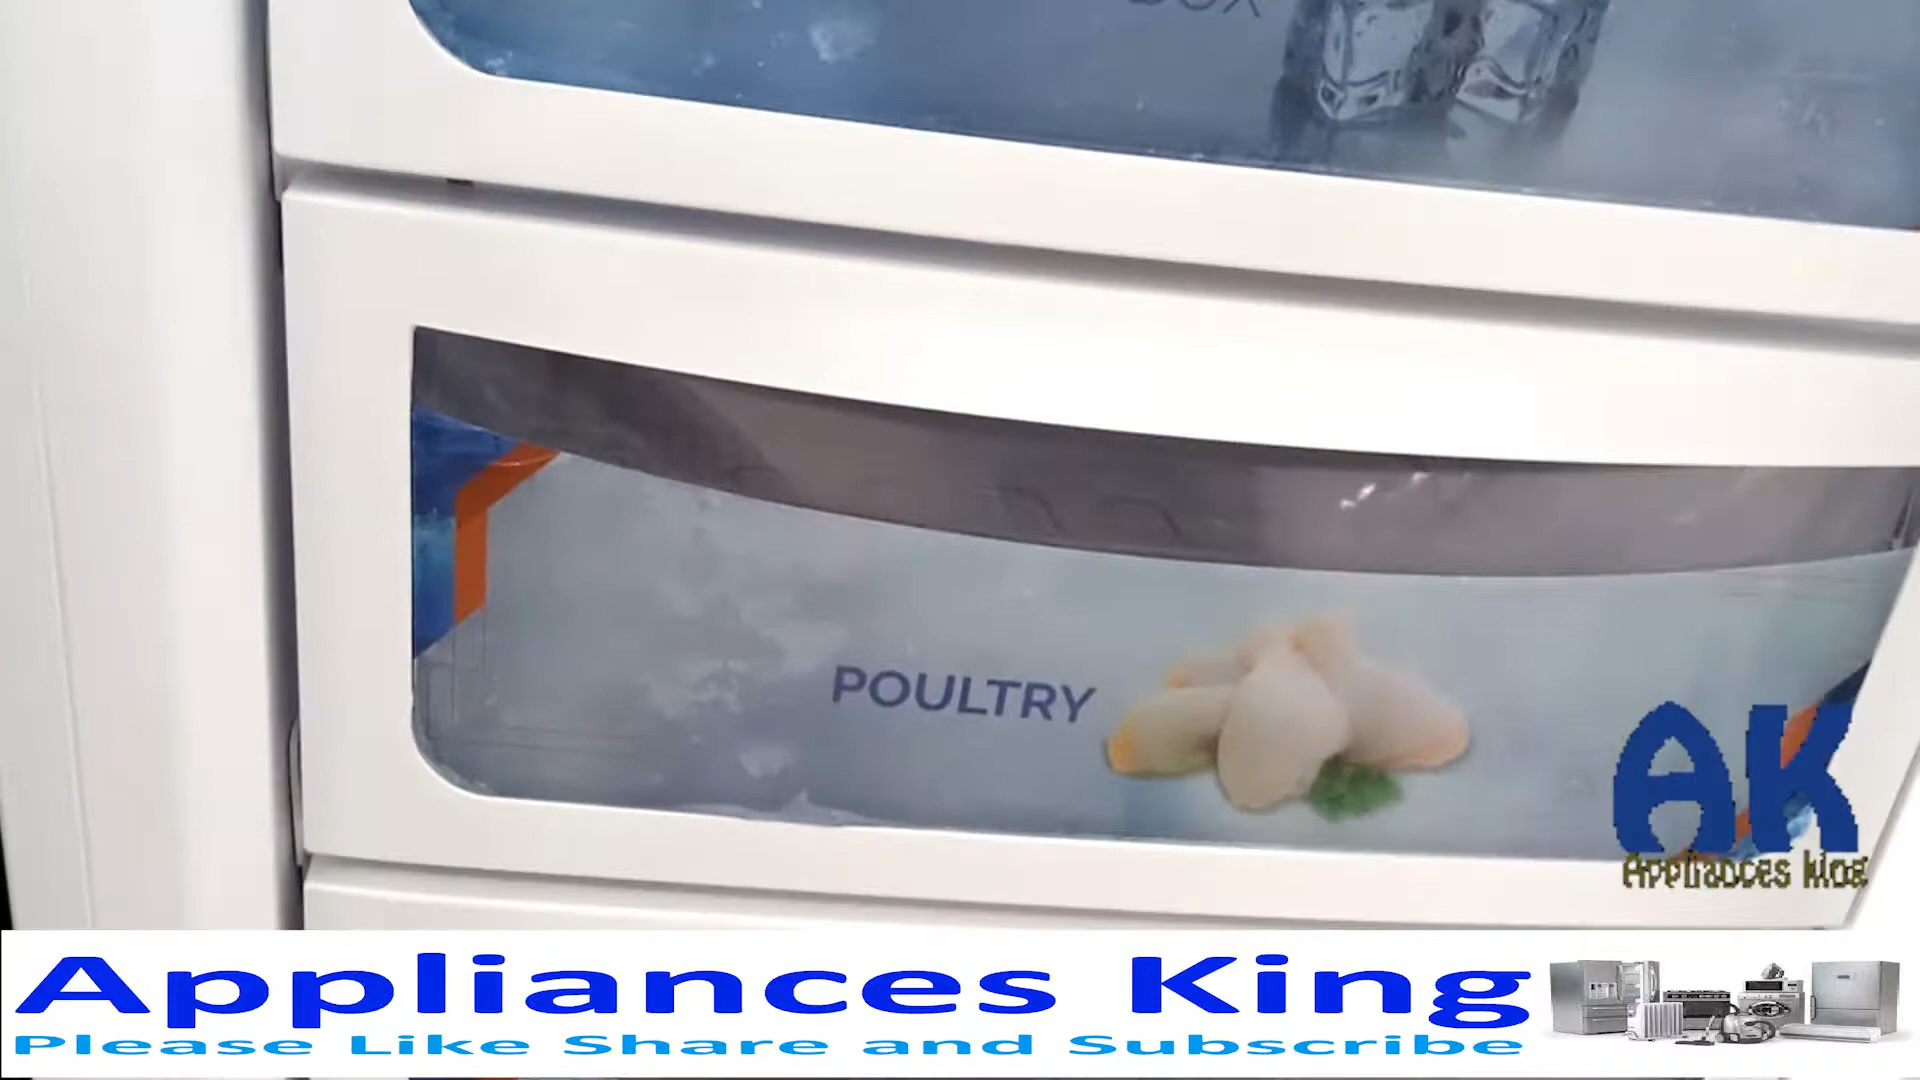 POULTRY
AK
Appliances King
Appliances King
Please Like Share and Subscribe